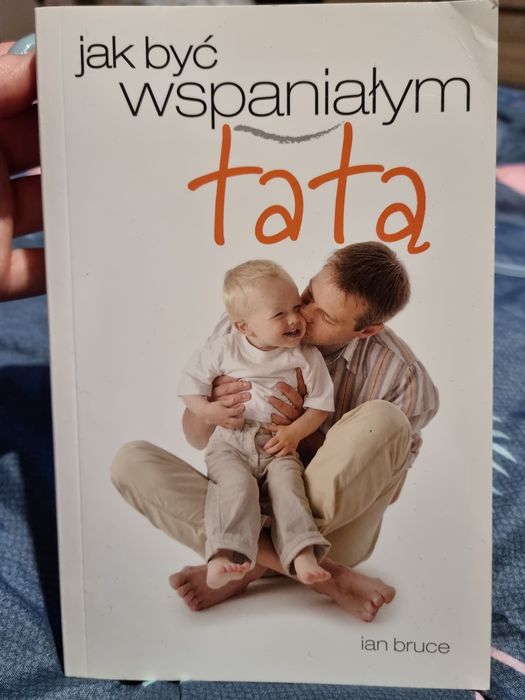 jak być
wspaniałym
tatą
ian bruce